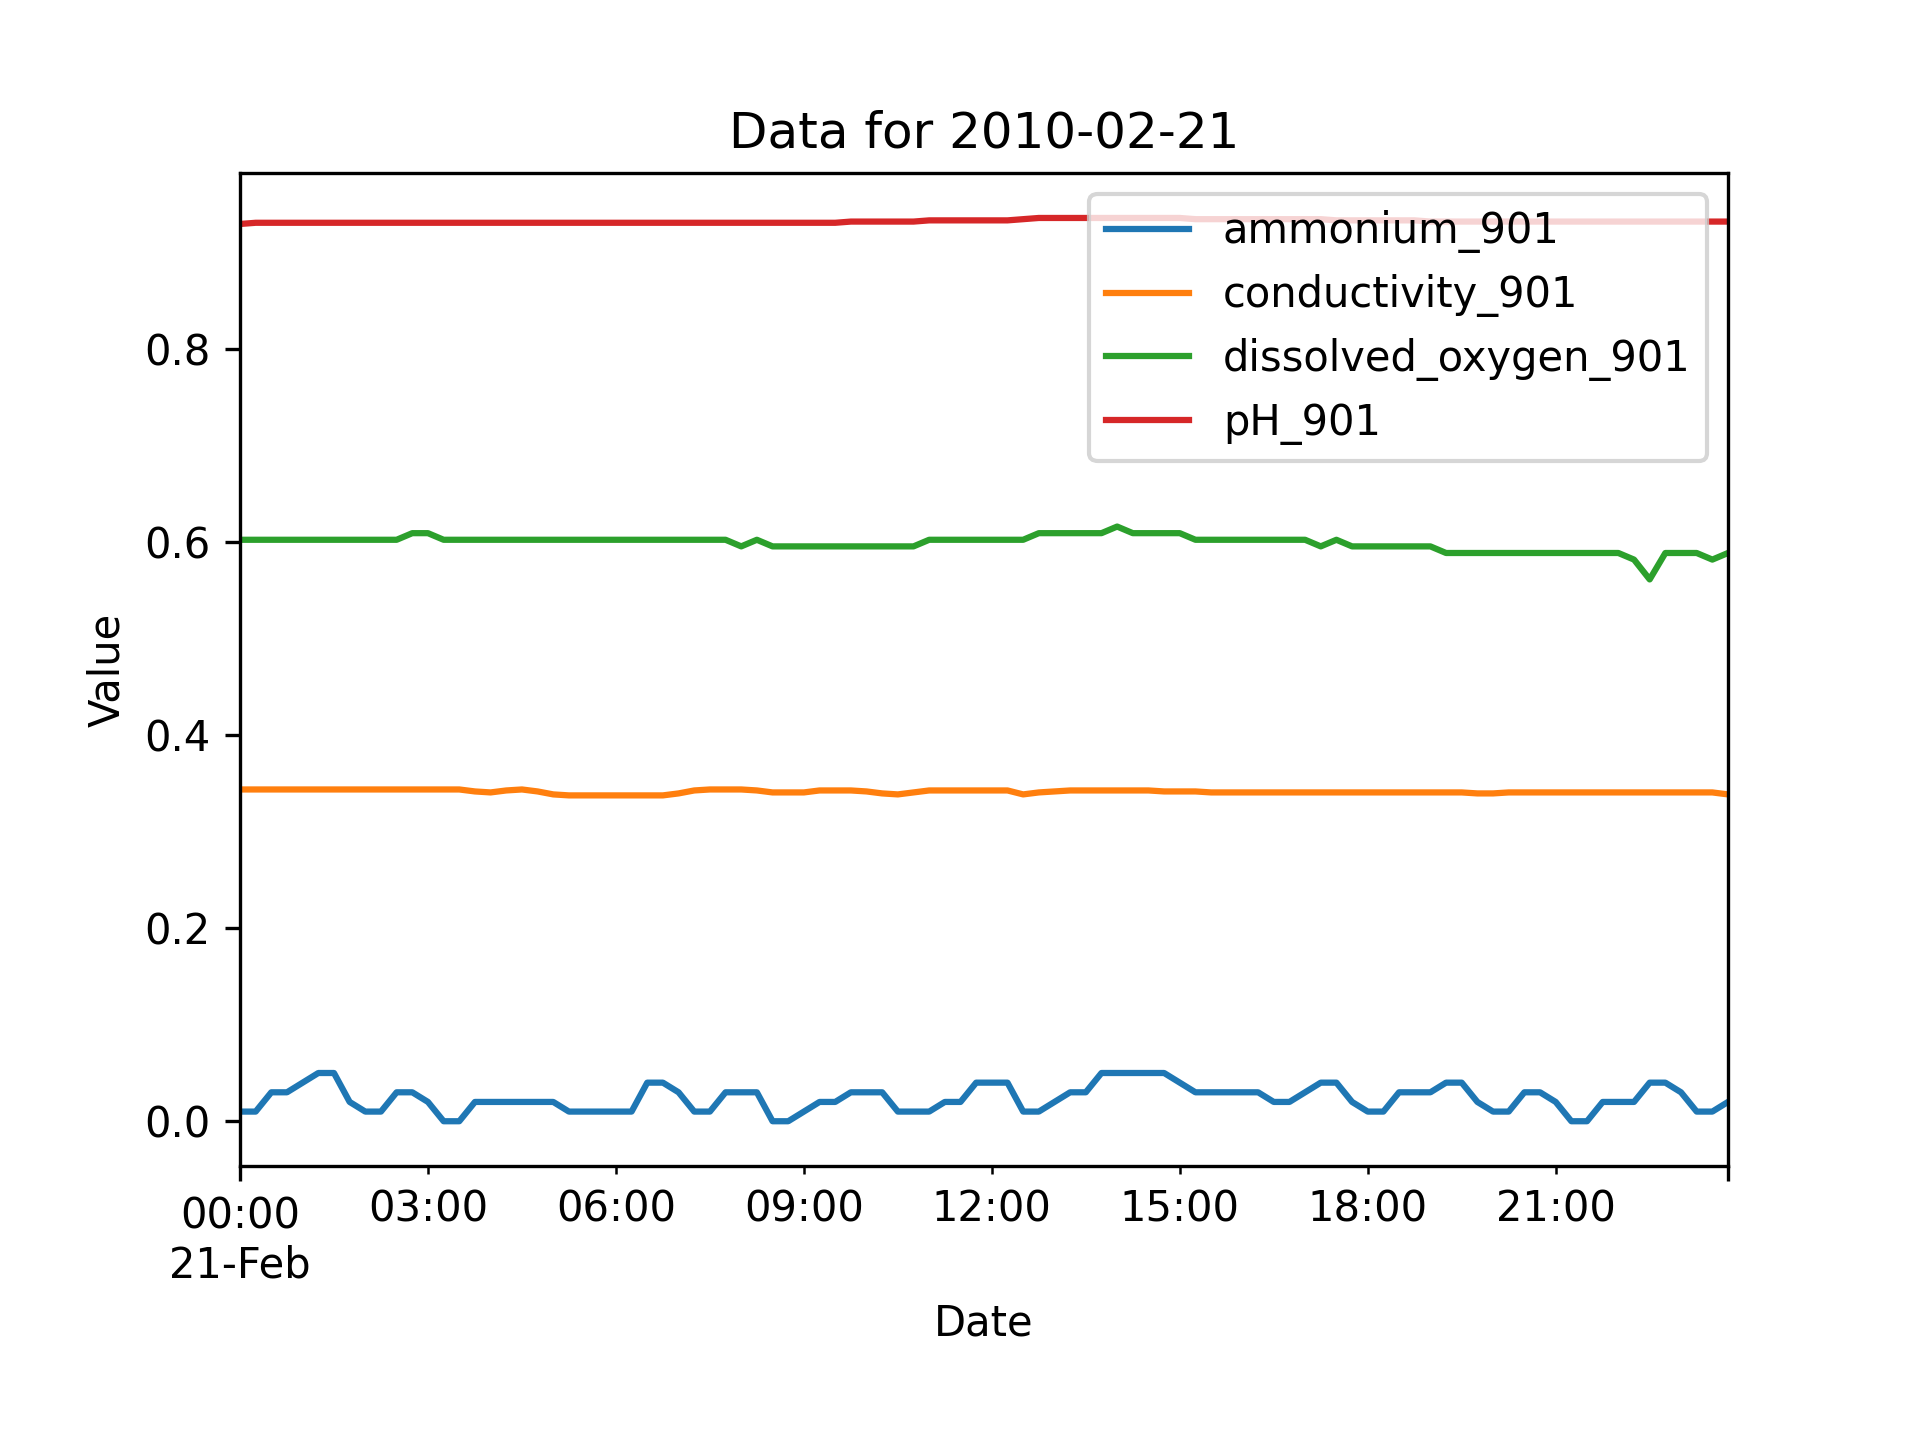 Data for 2010-02-21
ammonium_901
conductivity_901
dissolved_oxygen_901
pH_901
Value
0.8
0.6
0.4
0.2
0.0
00:00 03:00 06:00 09:00 12:00 15:00 18:00 21:00
21-Feb
Date